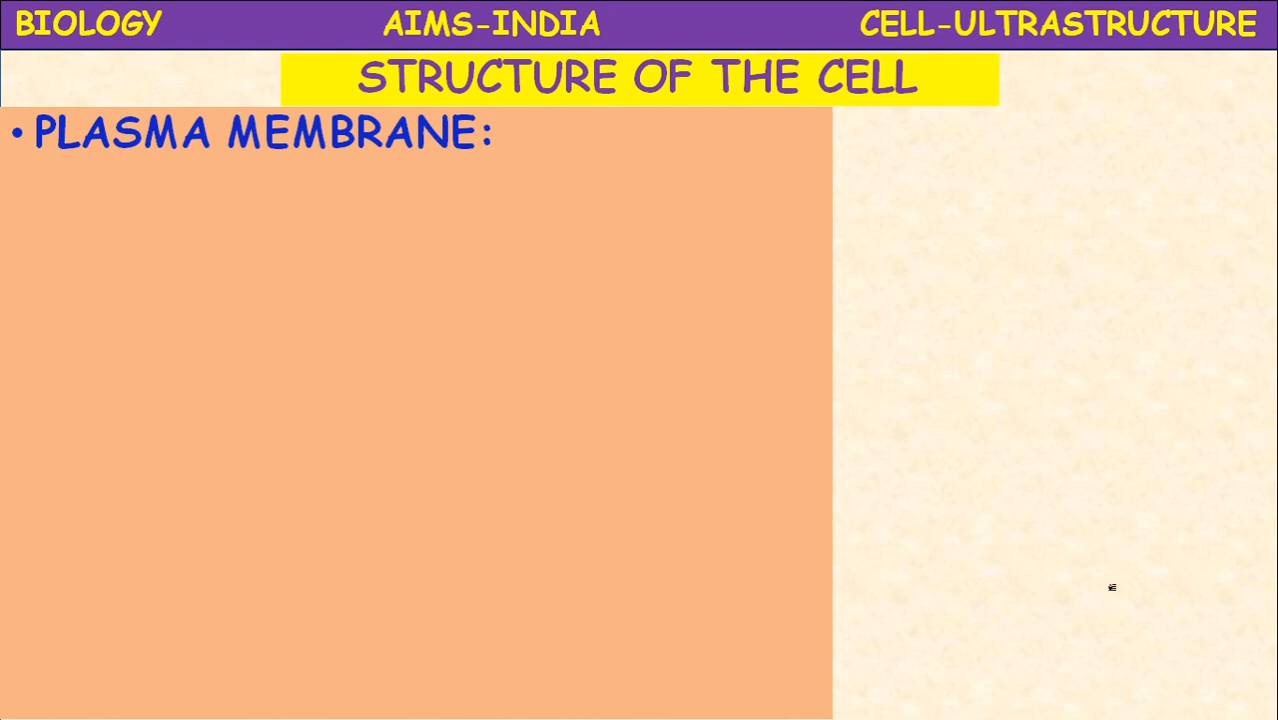 BIOLOGY AIMS-INDIA CELL-ULTRASTRUCTURE
STRUCTURE OF THE CELL
• PLASMA MEMBRANE: